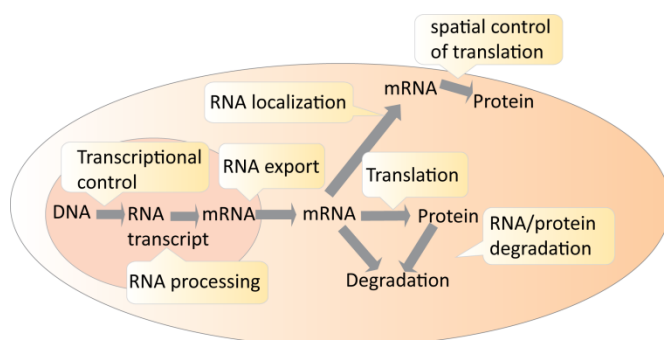 spatial control
of translation
mRNA
Protein
RNA localization
Transcriptional
control
RNA export
Translation
DNA
RNA
transcript
mRNA
mRNA
Protein
RNA/protein
degradation
RNA processing
Degradation